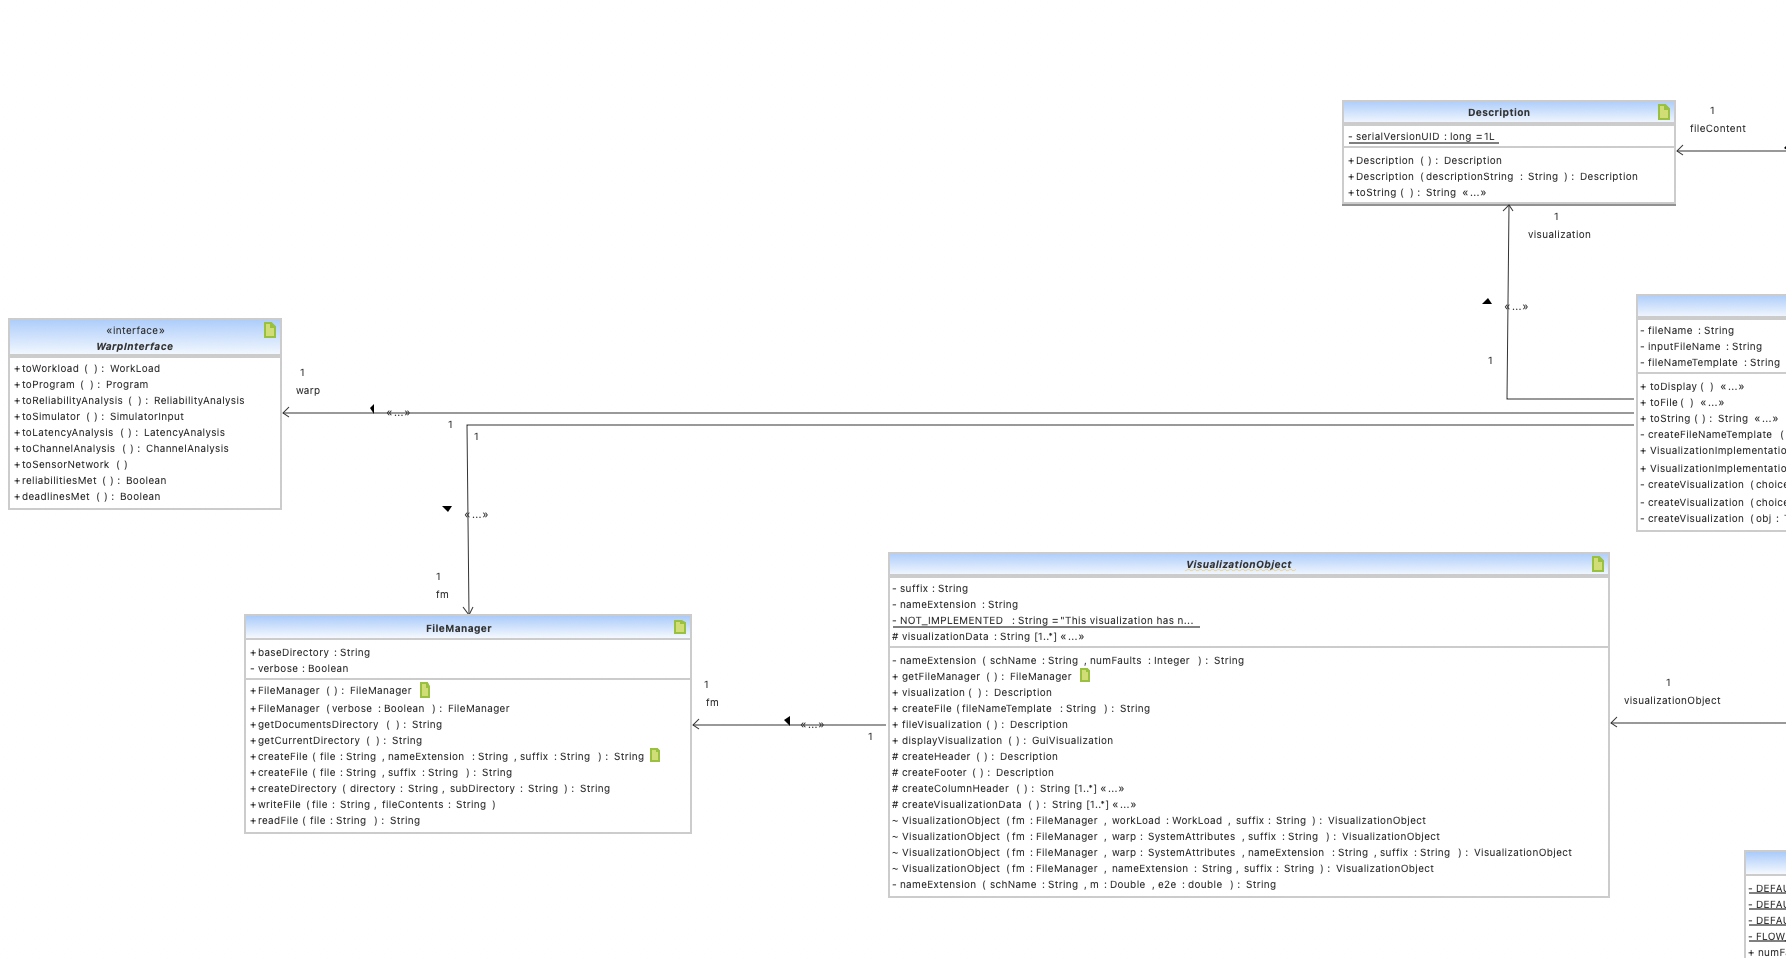 Description
- serialVersionUID : long = 1L
+ Description ( ) : Description
+ Description ( descriptionString : String ) : Description
+ toString ( ) : String «...»
1
fileContent
1
visualization
«...»
1
«interface»
WarpInterface
+ toWorkload ( ) : WorkLoad
+ toProgram ( ) : Program
+ toReliabilityAnalysis ( ) : ReliabilityAnalysis
+ toSimulator ( ) : SimulatorInput
+ toLatencyAnalysis ( ) : LatencyAnalysis
+ toChannelAnalysis ( ) : ChannelAnalysis
+ toSensorNetwork ( )
+ reliabilitiesMet ( ) : Boolean
+ deadlinesMet ( ) : Boolean
1
warp
«...»
1
1
«...»
1
fm
- fileName : String
- inputFileName : String
- fileNameTemplate : String
+ toDisplay ( ) «...»
+ toFile ( ) «...»
+ toString ( ) : String «...»
- createFileNameTemplate (
+ VisualizationImplementatio
+ VisualizationImplementatio
- createVisualization ( choice
- createVisualization ( choice
- createVisualization ( obj :
FileManager
+ baseDirectory : String
- verbose : Boolean
+ FileManager ( ) : FileManager
+ FileManager ( verbose : Boolean ) : FileManager
+ getDocumentsDirectory ( ) : String
+ getCurrentDirectory ( ) : String
+ createFile ( file : String , nameExtension : String , suffix : String ) : String
+ createFile ( file : String , suffix : String ) : String
+ createDirectory ( directory : String , subDirectory : String ) : String
+ writeFile ( file : String , fileContents : String )
+ readFile ( file : String ) : String
1
fm
«...»
1
VisualizationObject
- suffix : String
- nameExtension : String
- NOT_IMPLEMENTED : String = "This visualization has n...
# visualizationData : String [1..*] «...»
- nameExtension ( schName : String , numFaults : Integer ) : String
+ getFileManager ( ) : FileManager
+ visualization ( ) : Description
+ createFile ( fileNameTemplate : String ) : String
+ fileVisualization ( ) : Description
+ displayVisualization ( ) : GuiVisualization
# createHeader ( ) : Description
# createFooter ( ) : Description
# createColumnHeader ( ) : String [1..*] «...»
# createVisualizationData ( ) : String [1..*] «...»
~ VisualizationObject ( fm : FileManager , workLoad : WorkLoad , suffix : String ) : VisualizationObject
~ VisualizationObject ( fm : FileManager , warp : SystemAttributes , suffix : String ) : VisualizationObject
~ VisualizationObject ( fm : FileManager , warp : SystemAttributes , nameExtension : String , suffix : String ) : VisualizationObject
~ VisualizationObject ( fm : FileManager , nameExtension : String , suffix : String ) : VisualizationObject
- nameExtension ( schName : String , m : Double , e2e : double ) : String
1
visualizationObject
- DEFAU
- DEFAU
- DEFAU
- FLOW
+ numF